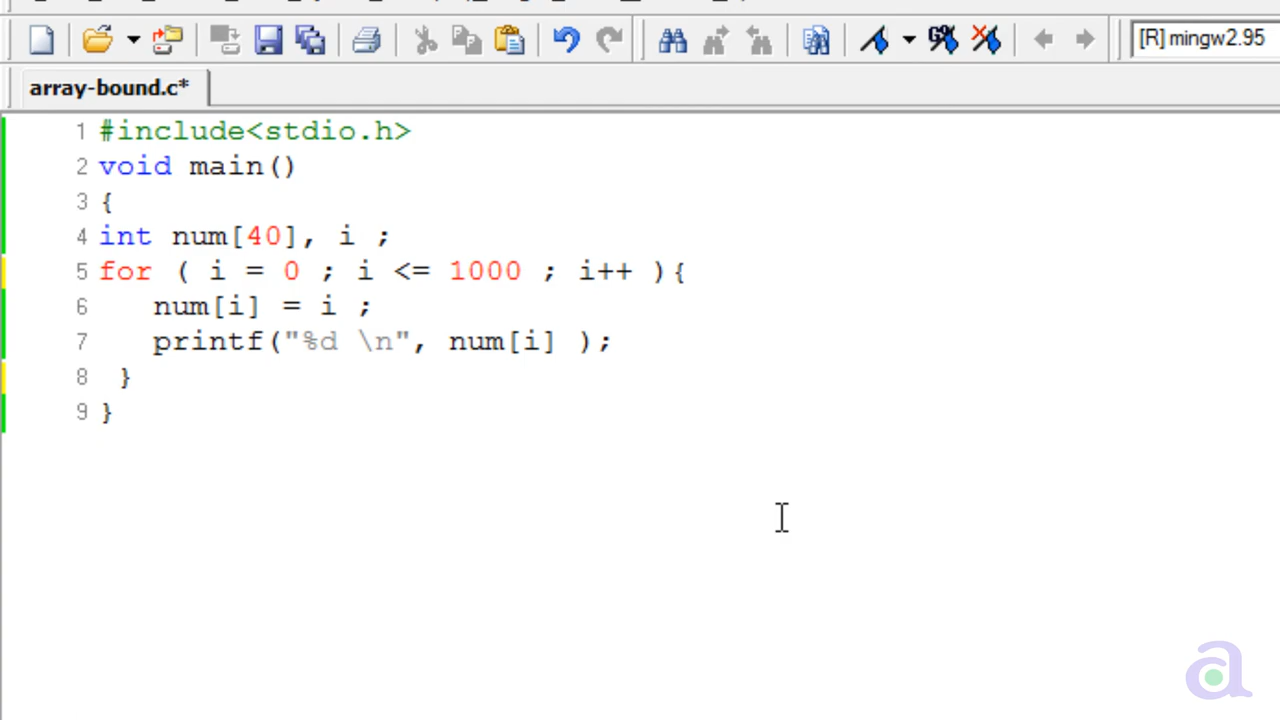 [R] mingw2.95
array-bound.c*
1 #include<stdio.h>
2 void main()
3 {
4 int num[40], i ;
5 for ( i = 0 ; i <= 1000 ; i++ ){
6    num[i] = i ;
7    printf("%d \n", num[i] );
8  }
9 }
a